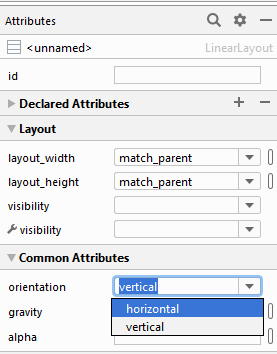 Attributes
<unnamed> LinearLayout
id
Declared Attributes
Layout
layout_width match_parent
layout_height match_parent
visibility
visibility
Common Attributes
orientation vertical
horizontal
gravity
vertical
alpha